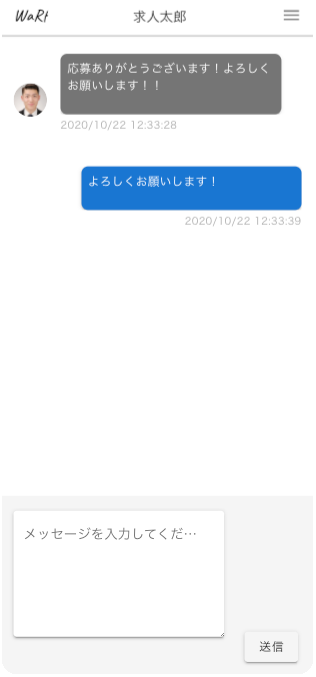 WaRt
求人太郎
応募ありがとうございます！よろしく
お願いします！！
2020/10/22 12:33:28
よろしくお願いします！
2020/10/22 12:33:39
メッセージを入力してくだ…
送信